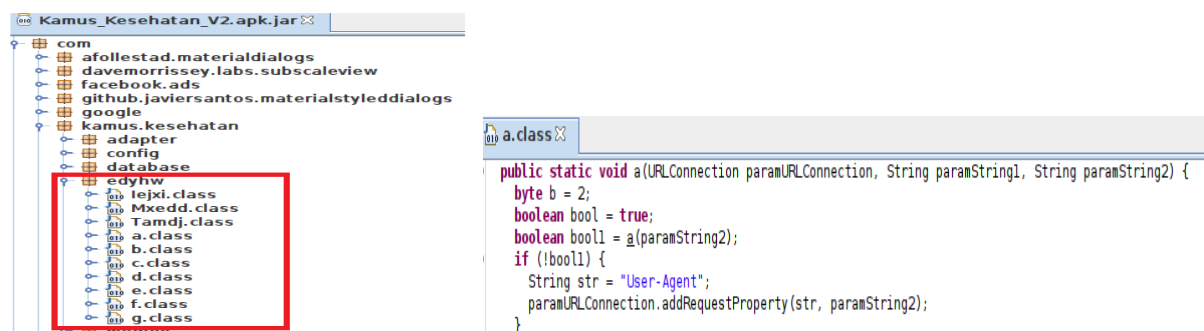 Kamus_Kesehatan_V2.apk.jar
com
afollestad.materialdialogs
davemorrissey.labs.subscaleview
facebook.ads
github.javiersantos.materialstyleddialogs
google
kamus.kesehatan
adapter
config
database
edyhw
Iejxi.class
Mxedd.class
Tamdj.class
a.class
b.class
c.class
d.class
e.class
f.class
g.class
a.class
public static void a(URLConnection paramURLConnection, String paramString1, String paramString2) {
byte b = 2;
boolean bool = true;
boolean bool1 = a(paramString2);
if (!bool1) {
String str = "User-Agent";
paramURLConnection.addRequestProperty(str, paramString2);
}